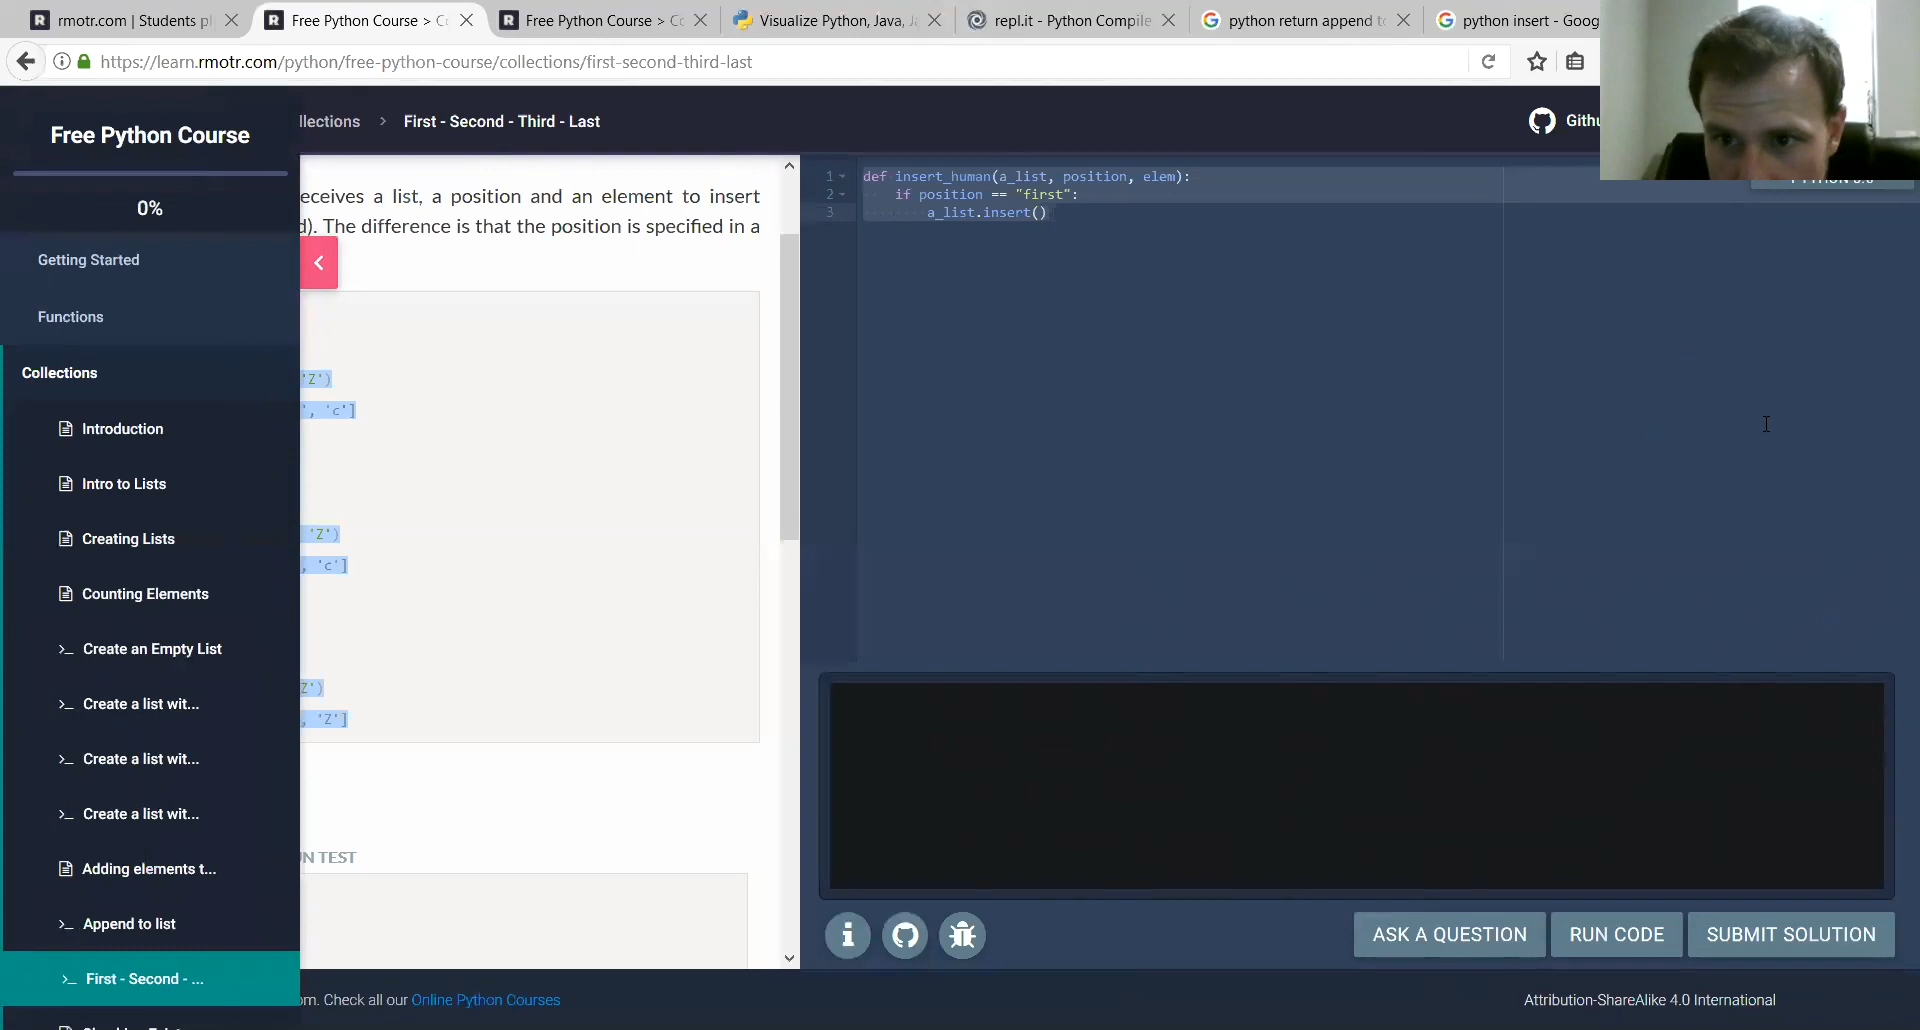 rmotr.com | Students pl
Free Python Course > Co
Free Python Course > Co
Visualize Python, Java, Ja
repl.it - Python Compile
python return append to
python insert - Goog
https://learn.rmotr.com/python/free-python-course/collections/first-second-third-last
Free Python Course
0%
Getting Started
Functions
Collections
Introduction
Intro to Lists
Creating Lists
Counting Elements
>_ Create an Empty List
>_ Create a list wit...
>_ Create a list wit...
>_ Create a list wit...
Adding elements t...
>_ Append to list
>_ First - Second - ...
llections > First - Second - Third - Last
Githu
eceives a list, a position and an element to insert
d). The difference is that the position is specified in a
'Z')
', 'c']
'Z')
, 'c']
Z')
, 'Z']
N TEST
1 def insert_human(a_list, position, elem):
2 if position == "first":
3 a_list.insert()
ASK A QUESTION
RUN CODE
SUBMIT SOLUTION
om. Check all our Online Python Courses
Attribution-ShareAlike 4.0 International